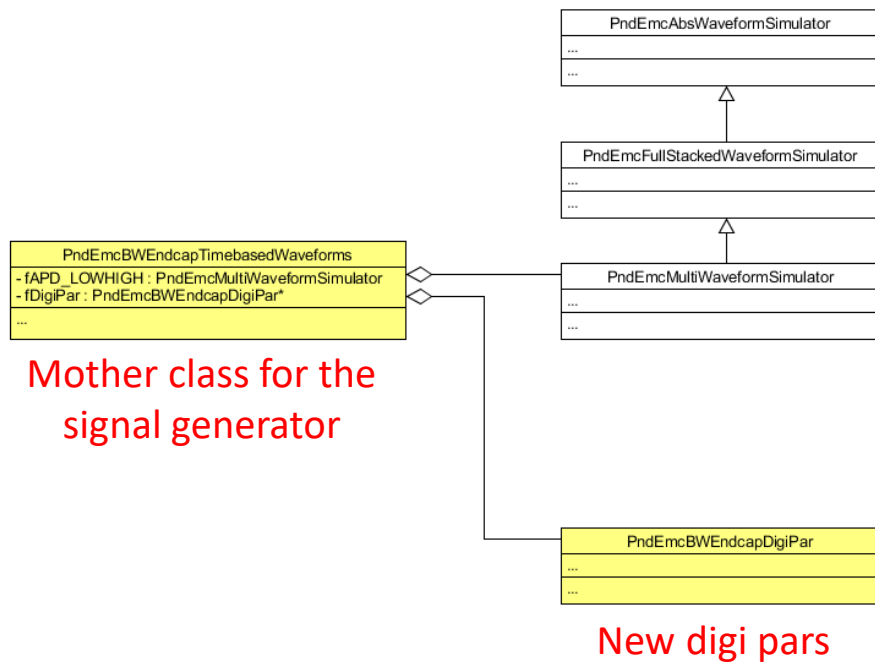 PndEmcAbsWaveformSimulator
...
...
PndEmcFullStackedWaveformSimulator
...
...
PndEmcBWEndcapTimebasedWaveforms
- fAPD_LOWHIGH : PndEmcMultiWaveformSimulator
- fDigiPar : PndEmcBWEndcapDigiPar*
...
PndEmcMultiWaveformSimulator
...
...
Mother class for the
signal generator
PndEmcBWEndcapDigiPar
...
...
New digi pars